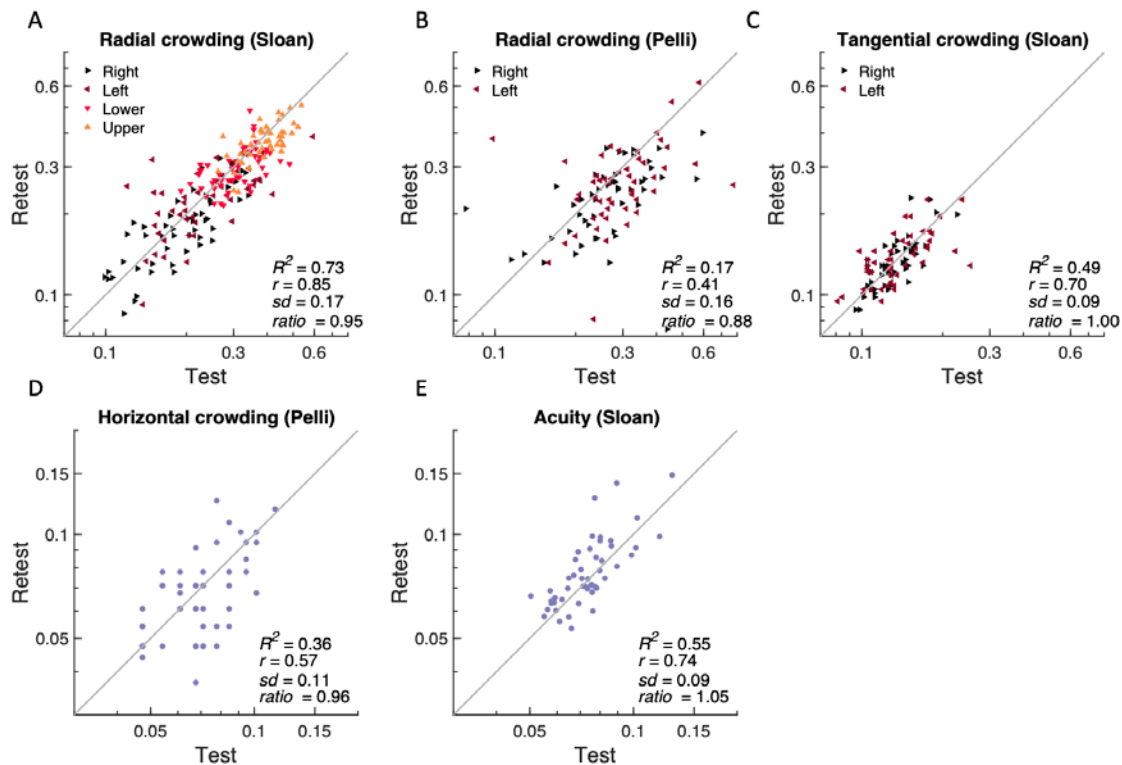 A
Radial crowding (Sloan)
0.6
0.3
0.1
Retest
Right
Left
Lower
Upper
R² = 0.73
r = 0.85
sd = 0.17
ratio = 0.95
0.1
0.3
0.6
Test
B
Radial crowding (Pelli)
0.6
0.3
0.1
Retest
Right
Left
R² = 0.17
r = 0.41
sd = 0.16
ratio = 0.88
0.1
0.3
0.6
Test
C
Tangential crowding (Sloan)
0.6
0.3
0.1
Retest
Right
Left
R² = 0.49
r = 0.70
sd = 0.09
ratio = 1.00
0.1
0.3
0.6
Test
D
Horizontal crowding (Pelli)
0.15
0.1
0.05
Retest
R² = 0.36
r = 0.57
sd = 0.11
ratio = 0.96
0.05
0.1
0.15
Test
E
Acuity (Sloan)
0.15
0.1
0.05
Retest
R² = 0.55
r = 0.74
sd = 0.09
ratio = 1.05
0.05
0.1
0.15
Test